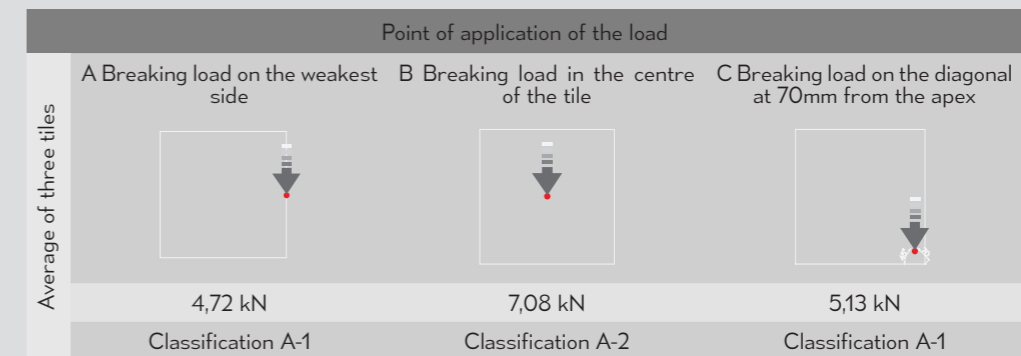 Point of application of the load
Average of three tiles
A Breaking load on the weakest
side
B Breaking load in the centre
of the tile
C Breaking load on the diagonal
at 70mm from the apex
4,72 kN
7,08 kN
5,13 kN
Classification A-1
Classification A-2
Classification A-1